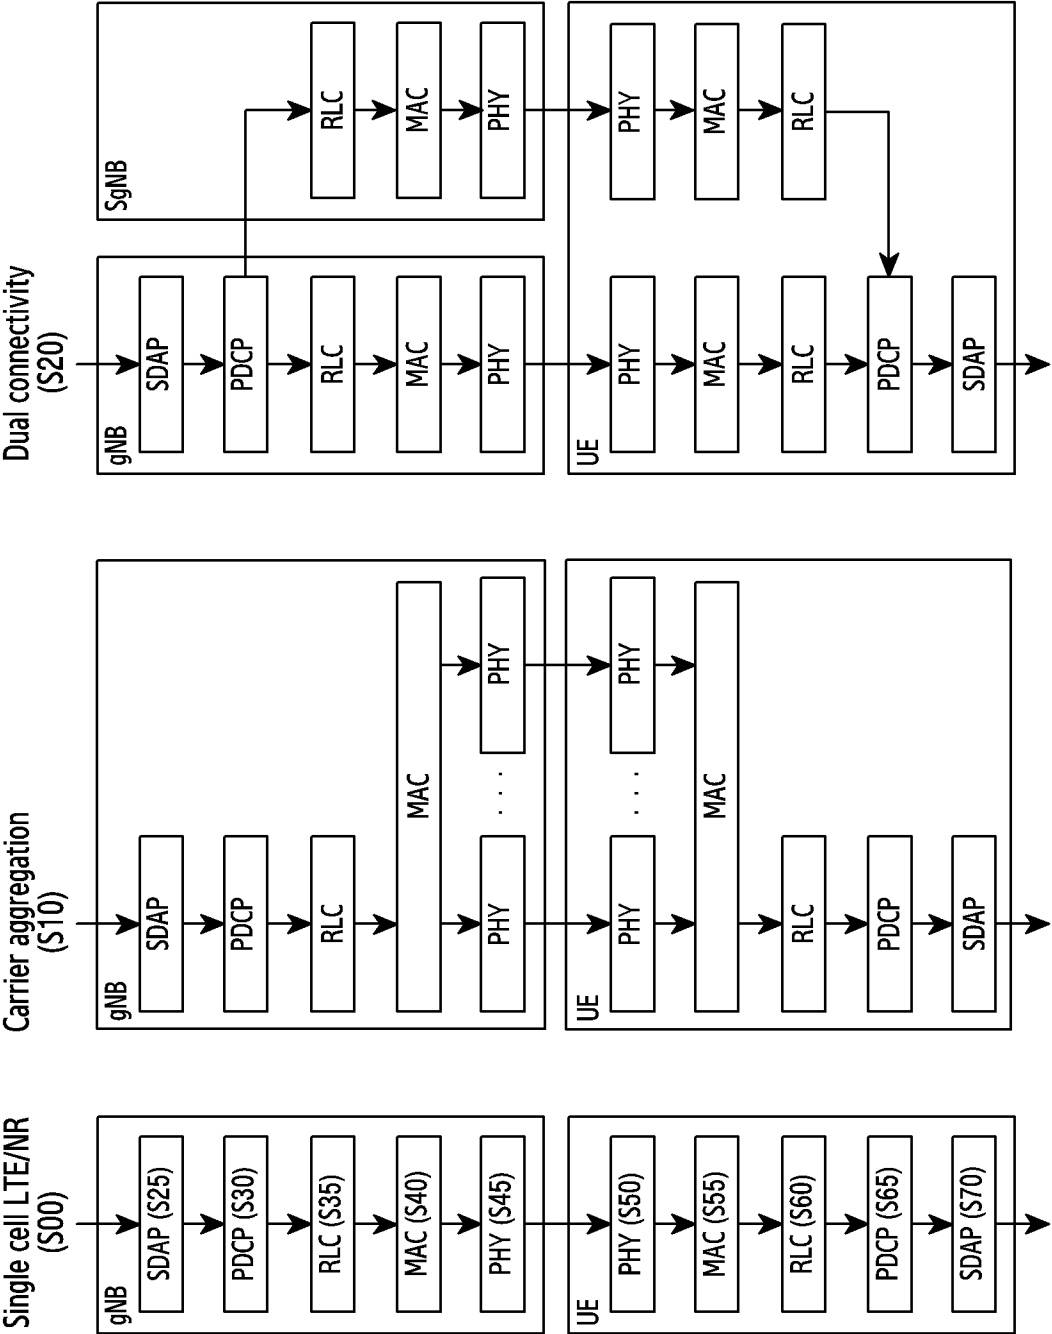 Single cell LTE/NR
(S00)
gNB
SDAP (S25)
PDCP (S30)
RLC (S35)
MAC (S40)
PHY (S45)
UE
PHY (S50)
MAC (S55)
RLC (S60)
PDCP (S65)
SDAP (S70)
Carrier aggregation
(S10)
gNB
SDAP
PDCP
RLC
MAC
PHY
. . .
PHY
UE
PHY
. . .
PHY
MAC
RLC
PDCP
SDAP
Dual connectivity
(S20)
gNB
SDAP
PDCP
RLC
MAC
PHY
SgNB
RLC
MAC
PHY
UE
PHY
MAC
RLC
PDCP
SDAP
PHY
MAC
RLC